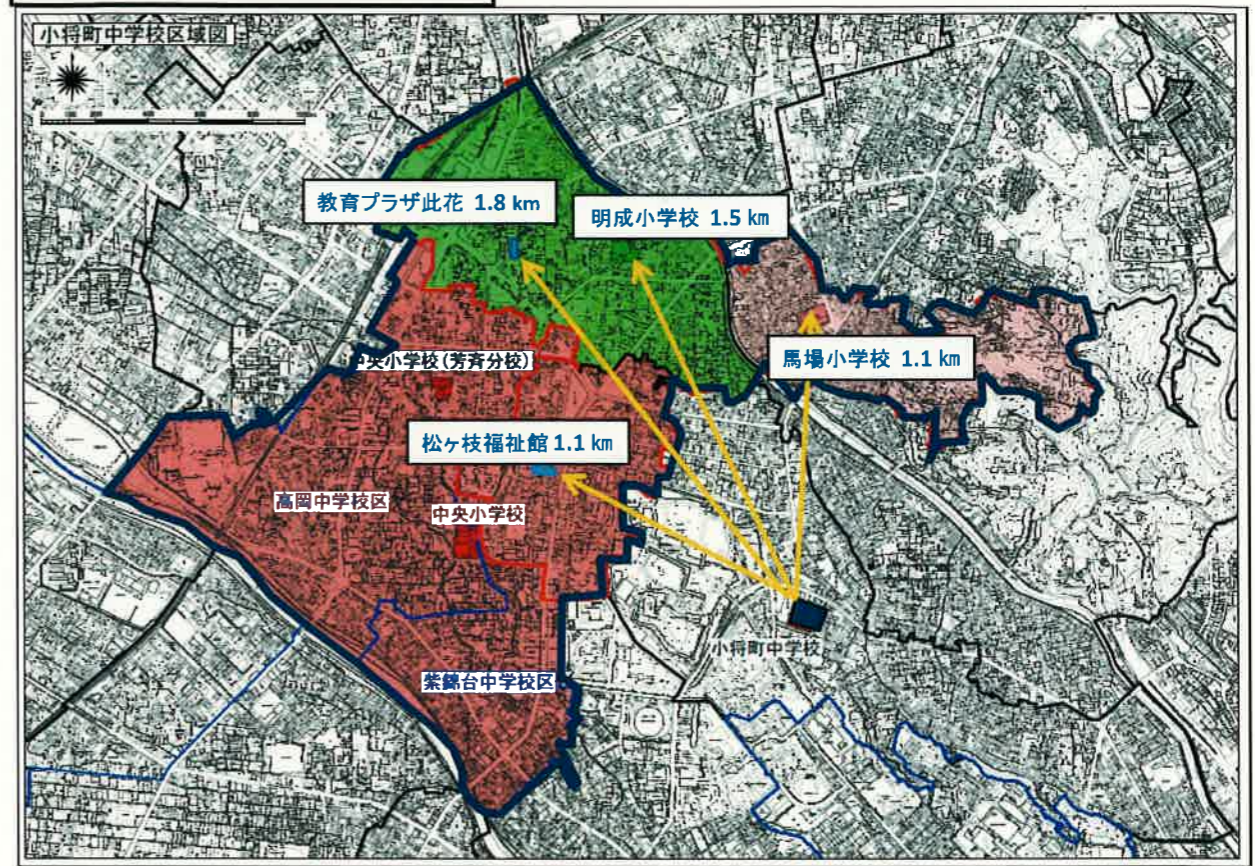 小将町中学校区域図
教育プラザ此花 1.8 km
明成小学校 1.5 km
中央小学校(芳斉分校)
馬場小学校 1.1 km
松ヶ枝福祉館 1.1 km
高岡中学校区
中央小学校
小将町中学校
紫錦台中学校区